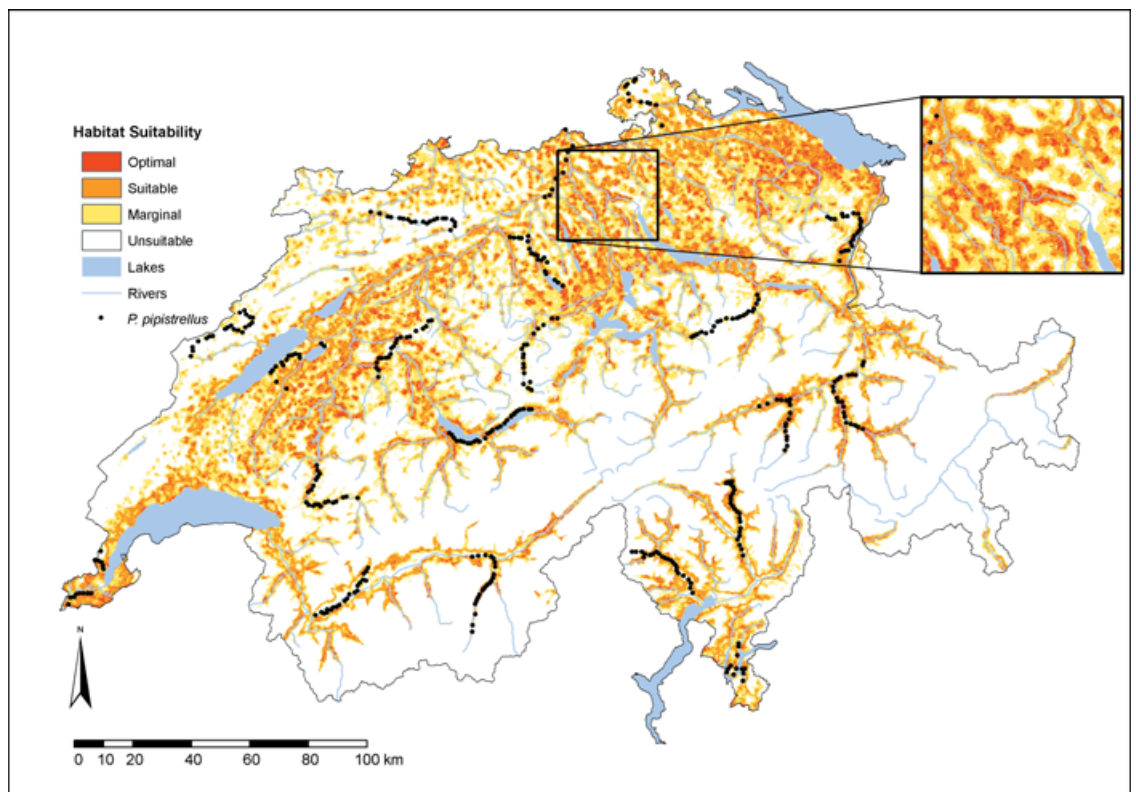 Habitat Suitability
Optimal
Suitable
Marginal
Unsuitable
Lakes
Rivers
P. pipistrellus
N
0 10 20 40 60 80 100 km